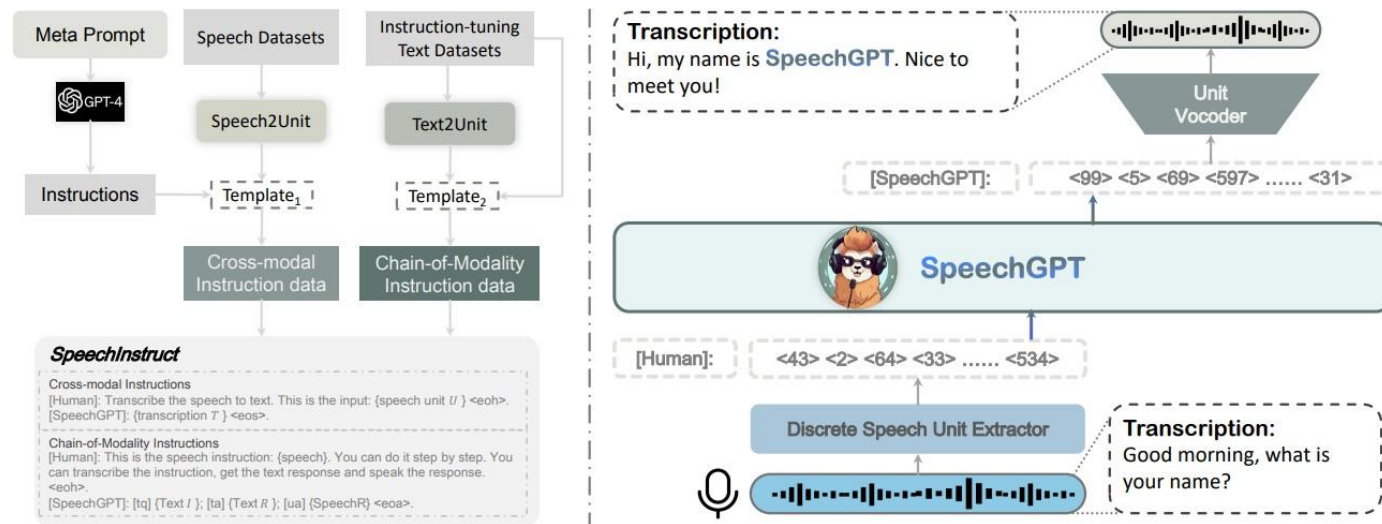 Meta Prompt
Speech Datasets
Instruction-tuning
Text Datasets
GPT-4
Speech2Unit
Text2Unit
Instructions
Template1
Template2
Cross-modal
Instruction data
Chain-of-Modality
Instruction data
SpeechInstruct
Cross-modal Instructions
[Human]: Transcribe the speech to text. This is the input: {speech unit U } <eoh>.
[SpeechGPT]: {transcription T } <eos>.
Chain-of-Modality Instructions
[Human]: This is the speech instruction: {speech}. You can do it step by step. You
can transcribe the instruction, get the text response and speak the response.
<eoh>.
[SpeechGPT]: [tq] {Text I }; [ta] {Text R }; [ua] {SpeechR} <eoa>.
Transcription:
Hi, my name is SpeechGPT. Nice to
meet you!
Unit
Vocoder
[SpeechGPT]: <99> <5> <69> <597> ...... <31>
SpeechGPT
[Human]: <43> <2> <64> <33> ...... <534>
Discrete Speech Unit Extractor
Transcription:
Good morning, what is
your name?